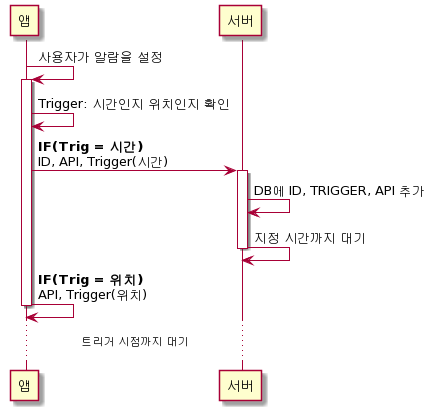 앱 서버
사용자가 알람을 설정
Trigger: 시간인지 위치인지 확인
IF(Trig = 시간)
ID, API, Trigger(시간)
DB에 ID, TRIGGER, API 추가
지정 시간까지 대기
IF(Trig = 위치)
API, Trigger(위치)
트리거 시점까지 대기
앱 서버